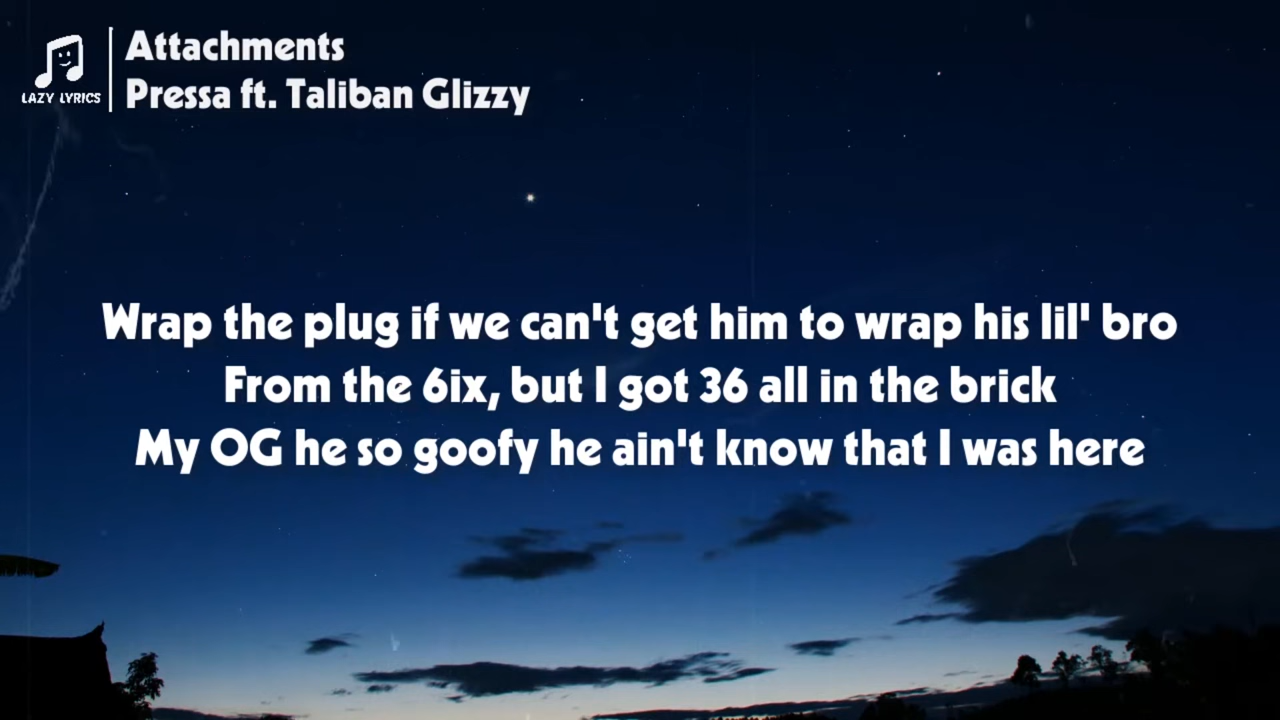 Attachments
Pressa ft. Taliban Glizzy
LAZY LYRICS
Wrap the plug if we can't get him to wrap his lil' bro
From the 6ix, but I got 36 all in the brick
My OG he so goofy he ain't know that I was here